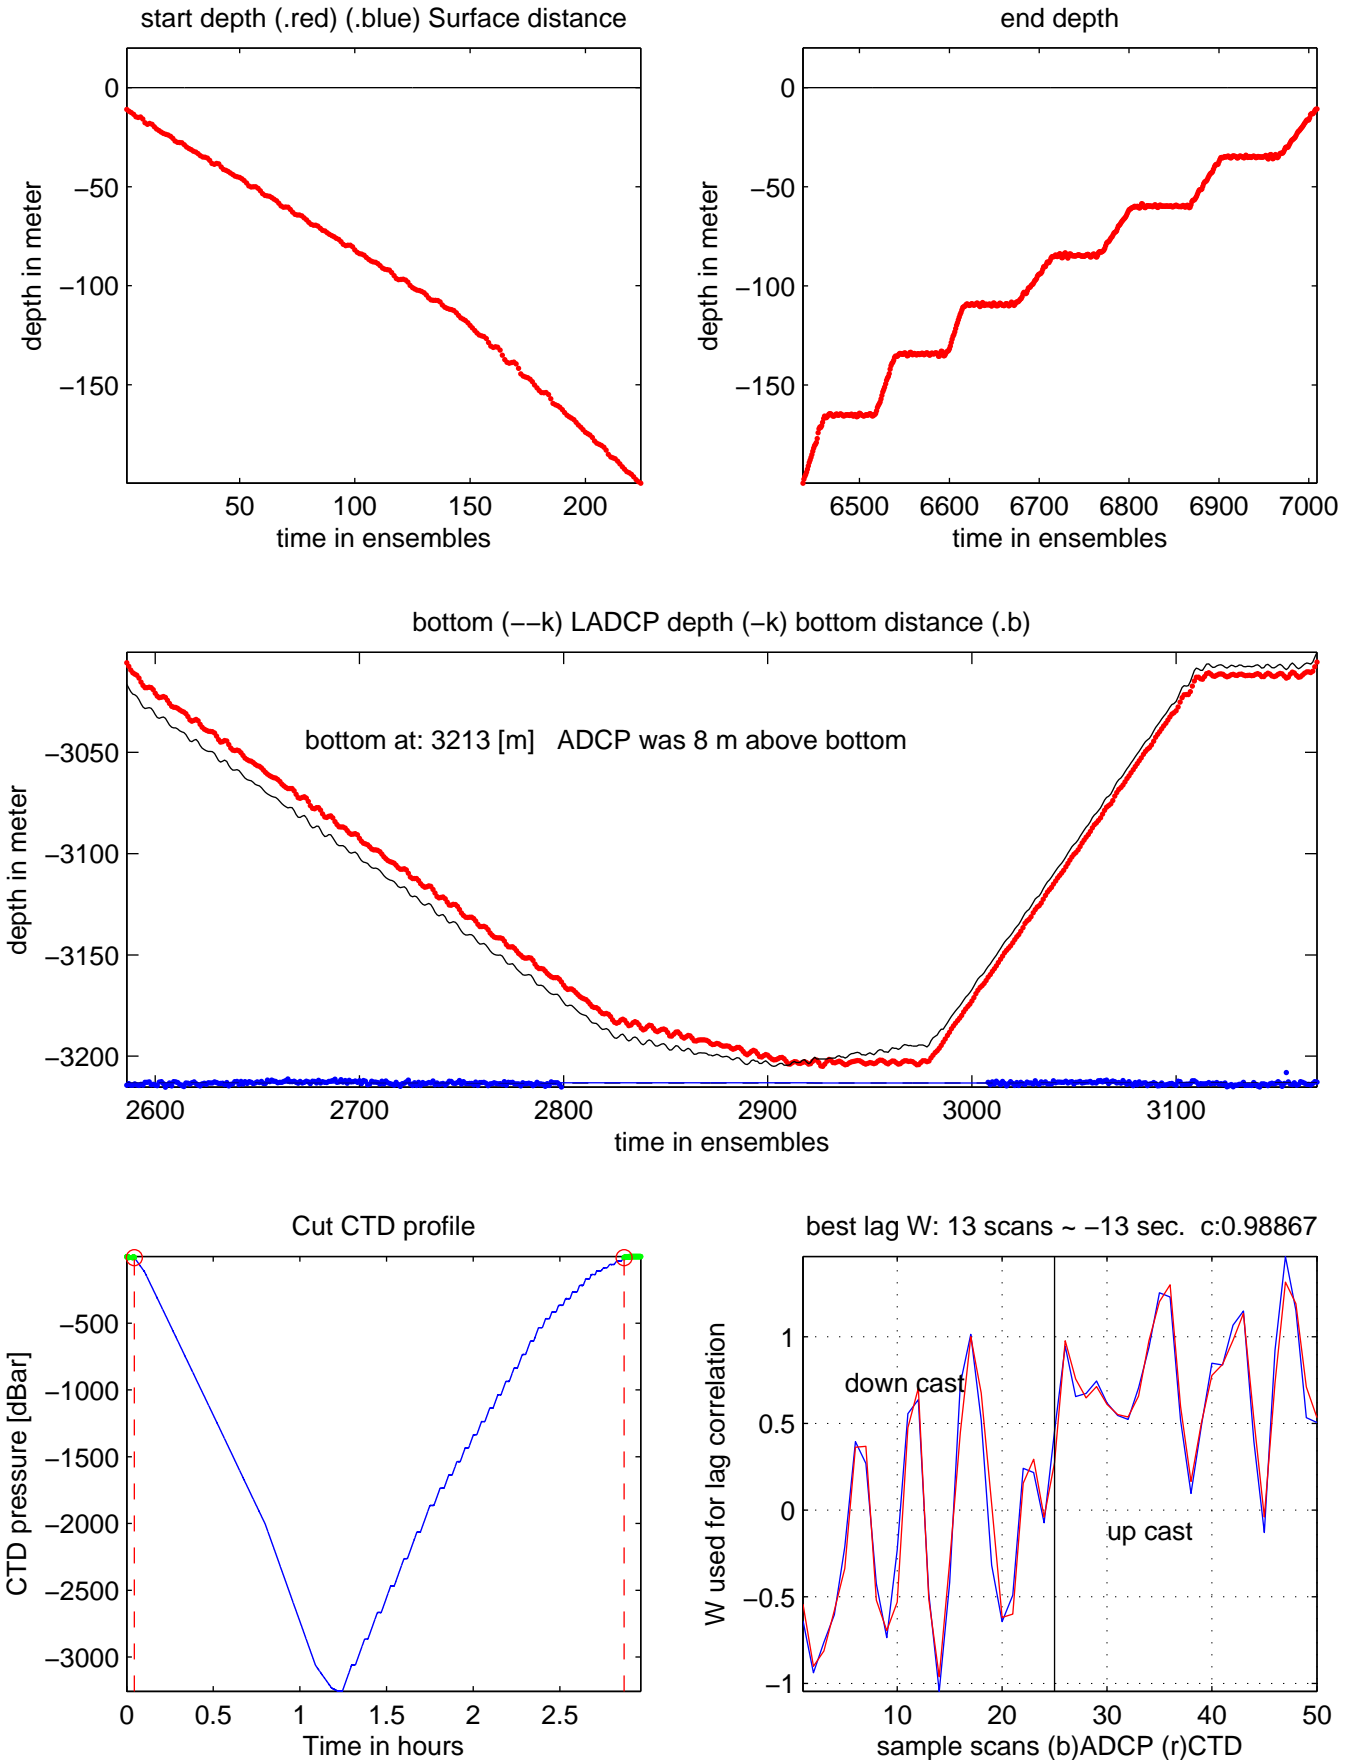 start depth (.red) (.blue) Surface distance
end depth
0
−50
−100
−150
depth in meter
50 100 150 200
time in ensembles
0
−50
−100
−150
depth in meter
6500 6600 6700 6800 6900 7000
time in ensembles
bottom (−−k) LADCP depth (−k) bottom distance (.b)
bottom at: 3213 [m] ADCP was 8 m above bottom
−3050
−3100
−3150
−3200
depth in meter
2600 2700 2800 2900 3000 3100
time in ensembles
Cut CTD profile
−500
−1000
−1500
−2000
−2500
−3000
CTD pressure [dBar]
0 0.5 1 1.5 2 2.5
Time in hours
best lag W: 13 scans ~ −13 sec. c:0.98867
1
0.5
0
−0.5
−1
W used for lag correlation
down cast
up cast
10 20 30 40 50
sample scans (b)ADCP (r)CTD